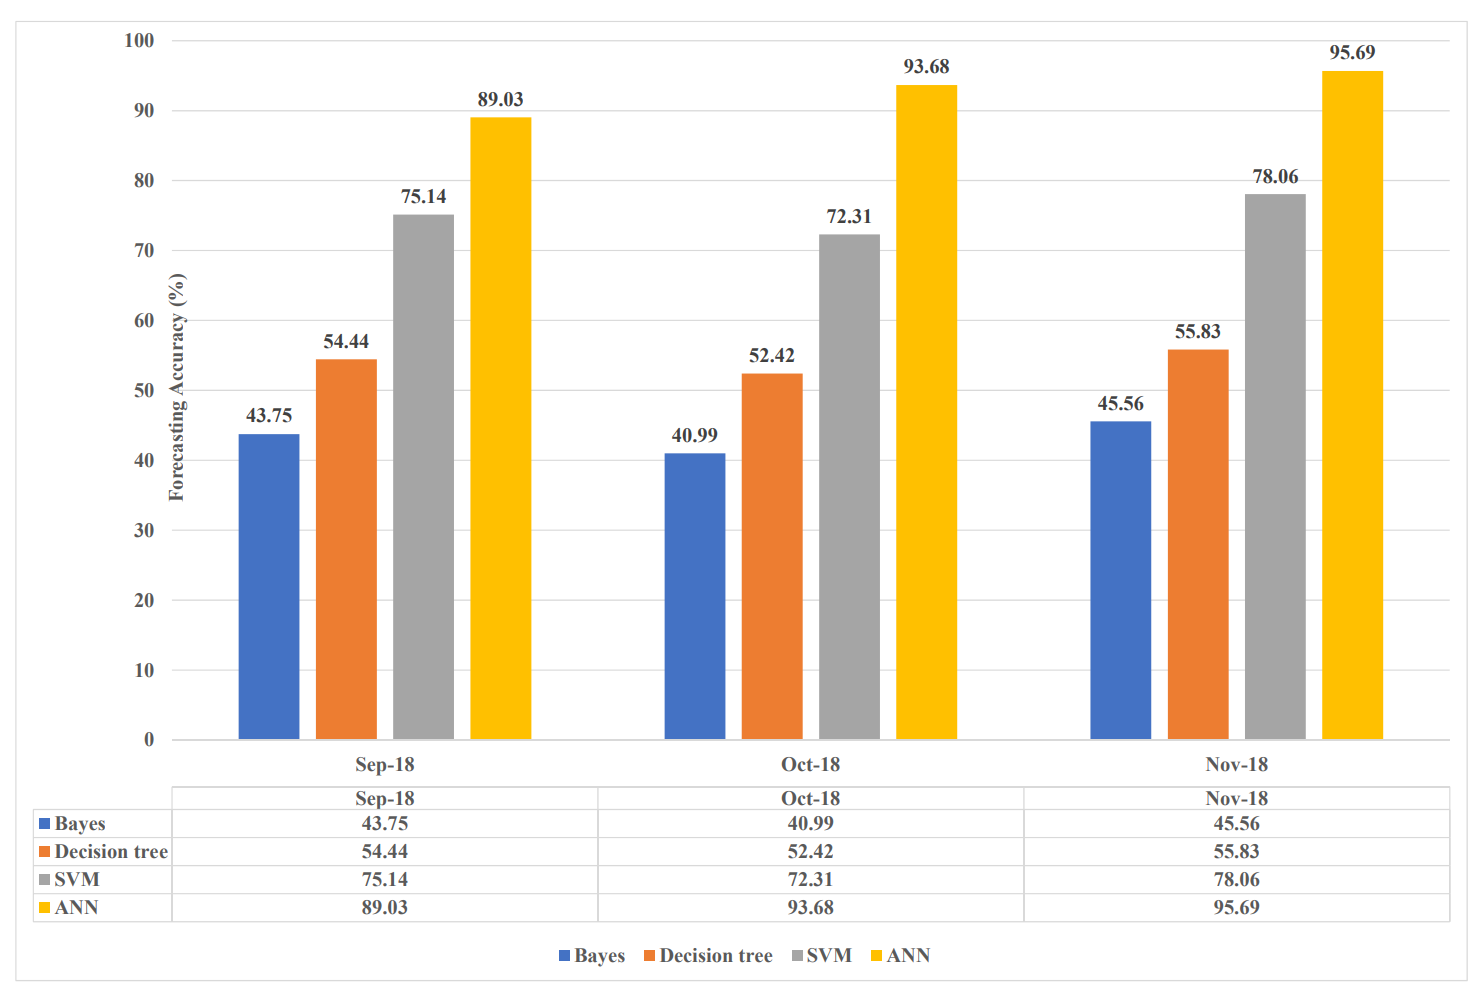 100
90
80
70
60
50
40
30
20
10
0
Forecasting Accuracy (%)
43.75
54.44
75.14
89.03
40.99
52.42
72.31
93.68
45.56
55.83
78.06
95.69
Sep-18 Oct-18 Nov-18
Sep-18 Oct-18 Nov-18
Bayes 43.75 40.99 45.56
Decision tree 54.44 52.42 55.83
SVM 75.14 72.31 78.06
ANN 89.03 93.68 95.69
Bayes Decision tree SVM ANN